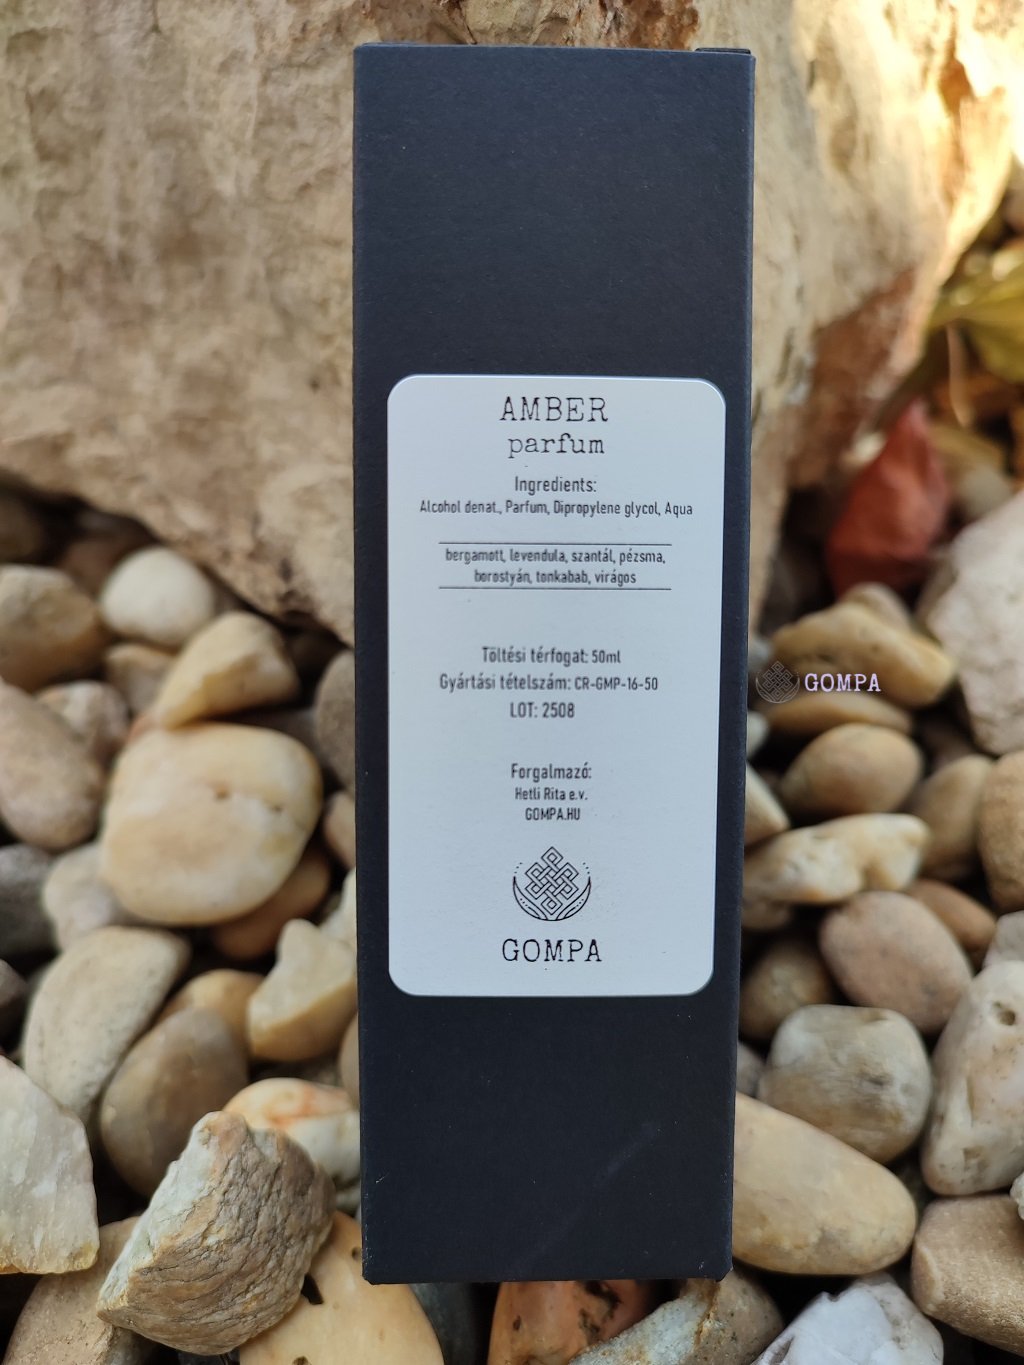 AMBER
parfum
Ingredients:
Alcohol denat., Parfum, Dipropylene glycol, Aqua
bergamott, levendula, szantál, pézsma,
borostyán, tonkabab, virágos
Töltési térfogat: 50ml
Gyártási tételszám: CR-GMP-16-50
LOT: 2508
Forgalmazó:
Hetli Rita e.v.
GOMPA.HU
GOMPA
GOMPA